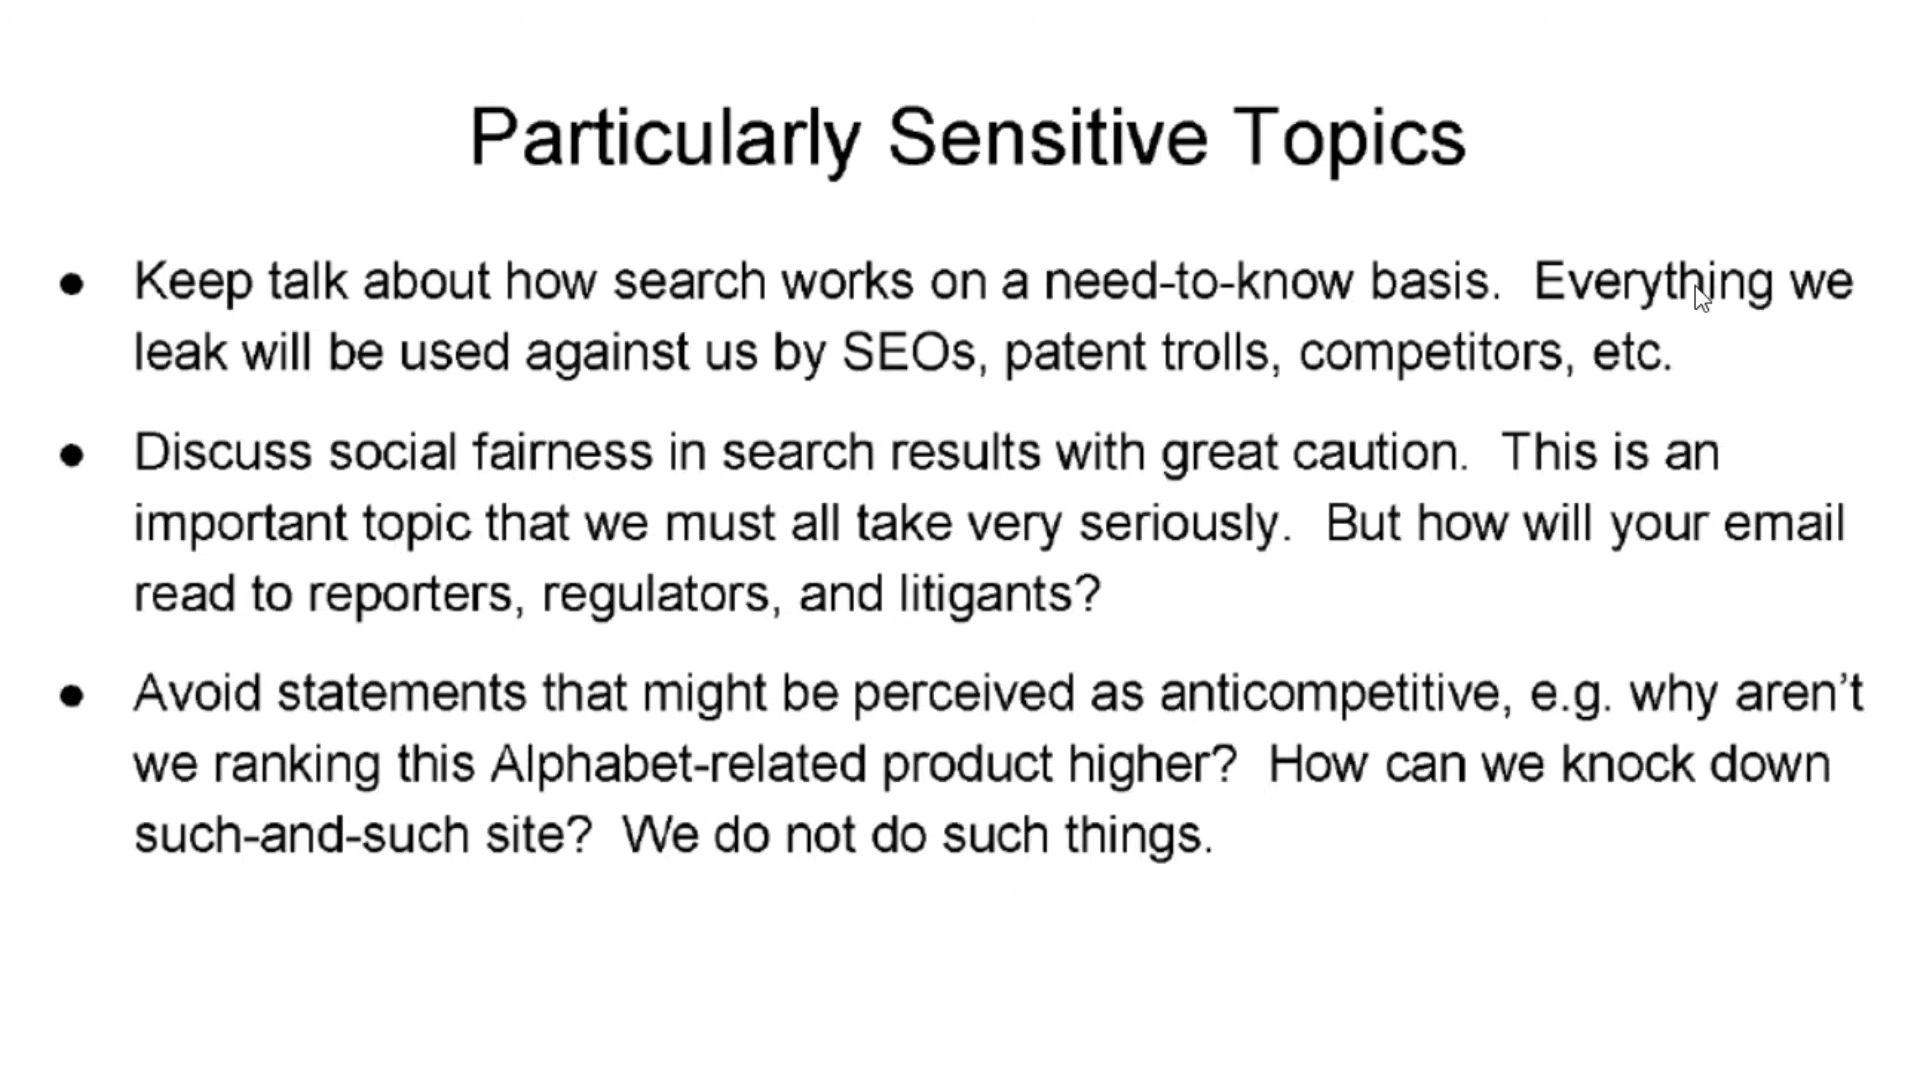 Particularly Sensitive Topics
● Keep talk about how search works on a need-to-know basis.  Everything we
leak will be used against us by SEOs, patent trolls, competitors, etc.
● Discuss social fairness in search results with great caution.  This is an
important topic that we must all take very seriously.  But how will your email
read to reporters, regulators, and litigants?
● Avoid statements that might be perceived as anticompetitive, e.g. why aren’t
we ranking this Alphabet-related product higher?  How can we knock down
such-and-such site?  We do not do such things.